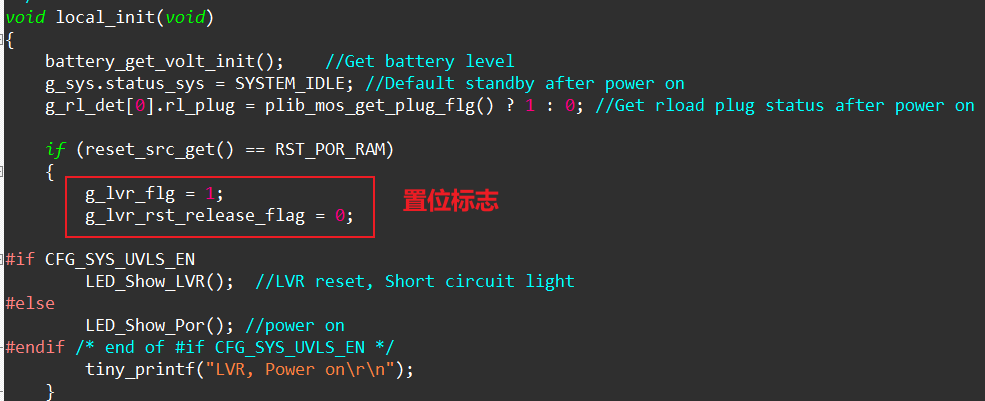 void local_init(void)
{
battery_get_volt_init();    //Get battery level
g_sys.status_sys = SYSTEM_IDLE; //Default standby after power on
g_rl_det[0].rl_plug = plib_mos_get_plug_flg() ? 1 : 0; //Get rload plug status after power on
if (reset_src_get() == RST_POR_RAM)
{
g_lvr_flg = 1;
置位标志
g_lvr_rst_release_flag = 0;
#if CFG_SYS_UVLS_EN
LED_Show_LVR();  //LVR reset, Short circuit light
#else
LED_Show_Por(); //power on
#endif /* end of #if CFG_SYS_UVLS_EN */
tiny_printf("LVR, Power on\r\n");
}